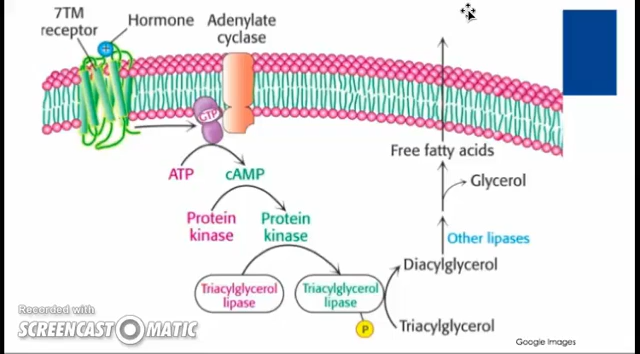 7TM
receptor
Hormone
Adenylate
cyclase
GTP
Free fatty acids
ATP
cAMP
Glycerol
Protein
kinase
Protein
kinase
Other lipases
Diacylglycerol
Triacylglycerol
lipase
Triacylglycerol
lipase
P
Triacylglycerol
Recorded with
SCREENCAST MATIC
Google Images